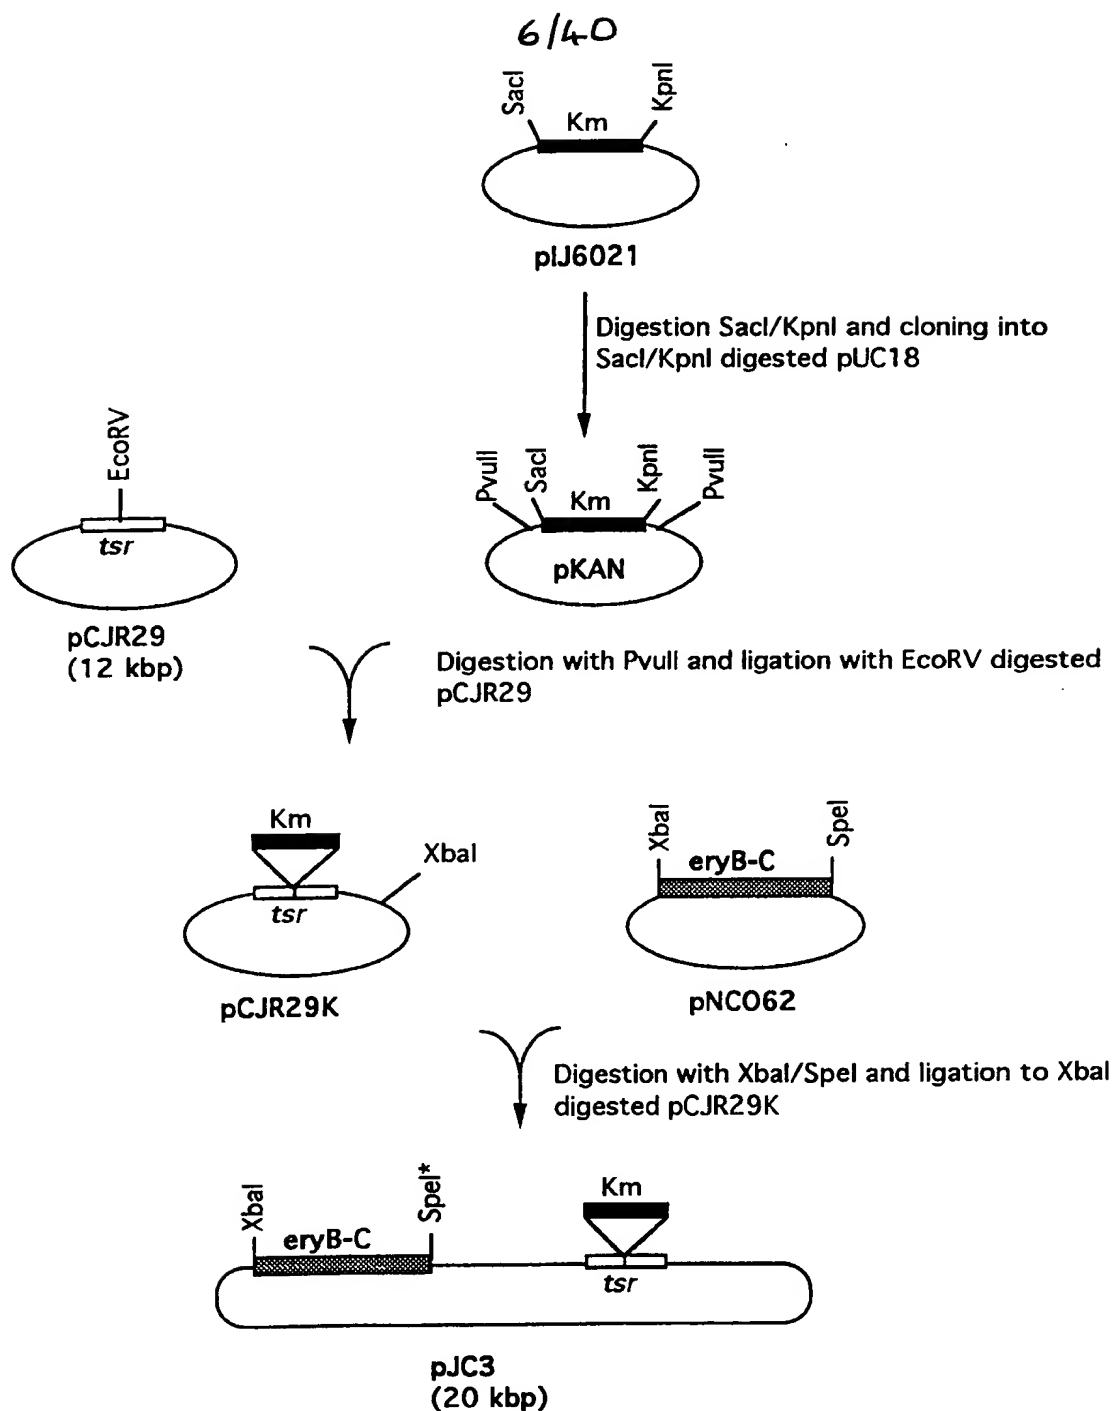 6/40
SacI
Km
KpnI
pIJ6021
Digestion SacI/KpnI and cloning into
SacI/KpnI digested pUC18
EcoRV
tsr
pCJR29
(12 kbp)
PvuII
SacI
Km
KpnI
PvuII
pKAN
Digestion with PvuII and ligation with EcoRV digested
pCJR29
Km
XbaI
tsr
pCJR29K
XbaI
eryB-C
SpeI
pNCO62
Digestion with XbaI/SpeI and ligation to XbaI
digested pCJR29K
XbaI
eryB-C
SpeI*
Km
tsr
pJC3
(20 kbp)